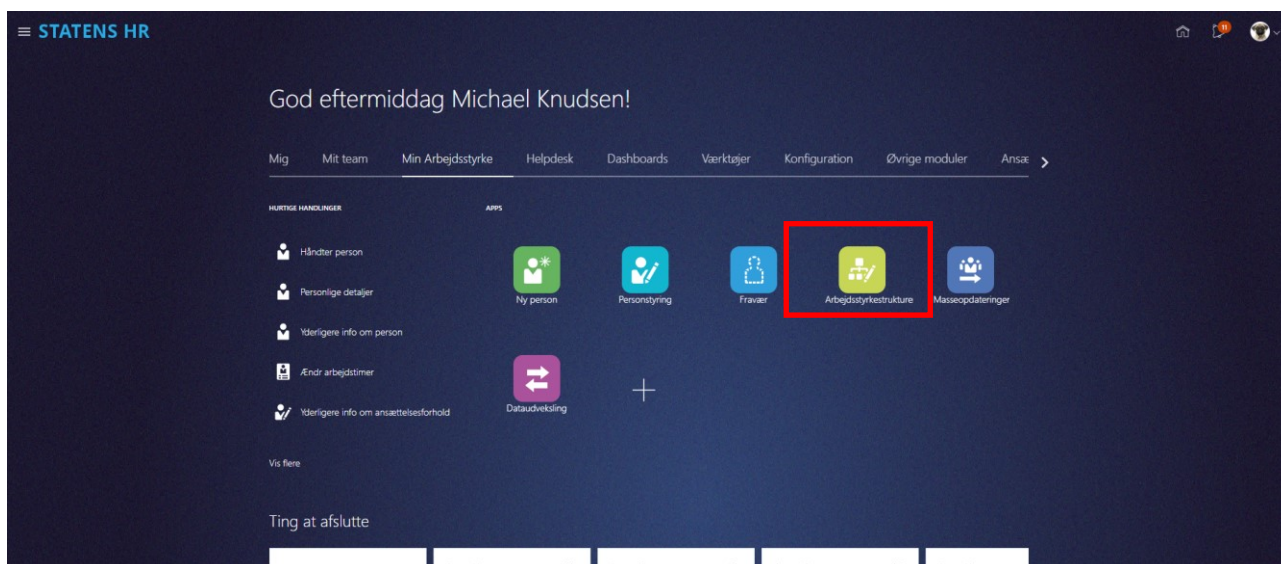 STATENS HR
11
God eftermiddag Michael Knudsen!
Mig Mit team Min Arbejdsstyrke Helpdesk Dashboards Værktøjer Konfiguration Øvrige moduler Ansæ
HURTIGE HANDLINGER
APPS
Håndter person
Personlige detaljer
Yderligere info om person
Ændr arbejdstimer
Yderligere info om ansættelsesforhold
Vis flere
Ny person
Personstyring
Fravær
Arbejdsstyrkestrukture
Masseopdateringer
Dataudveksling
Ting at afslutte